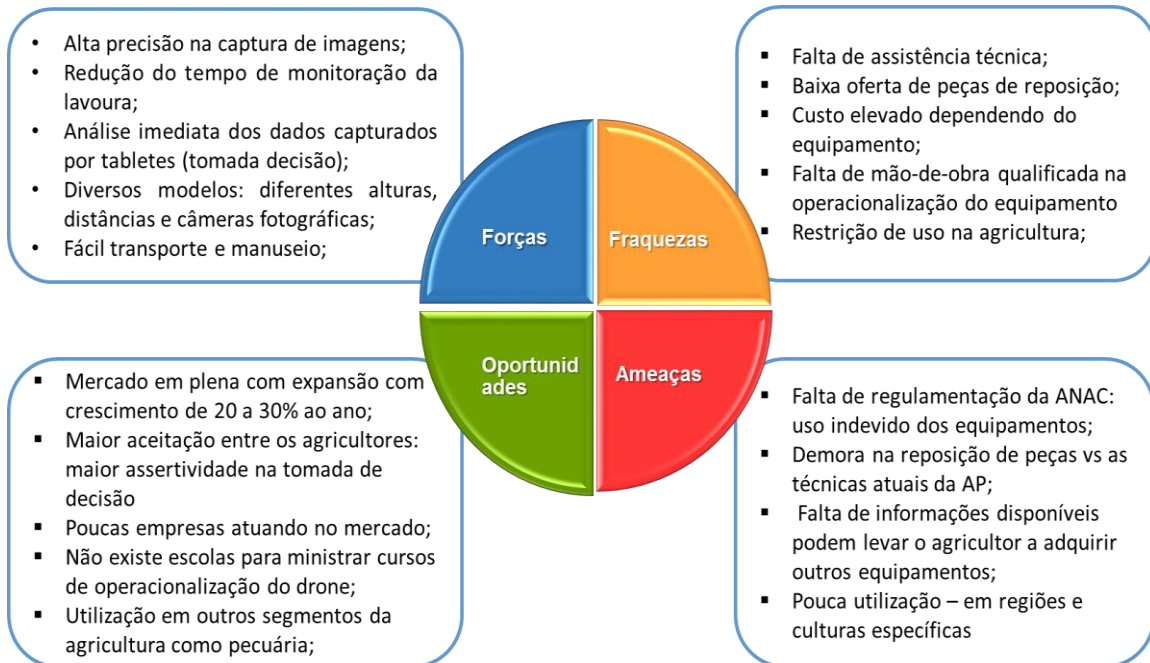 • Alta precisão na captura de imagens;
• Redução do tempo de monitoração da
lavoura;
• Análise imediata dos dados capturados
por tabletes (tomada decisão);
• Diversos modelos: diferentes alturas,
distâncias e câmeras fotográficas;
• Fácil transporte e manuseio;
▪ Falta de assistência técnica;
▪ Baixa oferta de peças de reposição;
▪ Custo elevado dependendo do
equipamento;
▪ Falta de mão-de-obra qualificada na
operacionalização do equipamento
▪ Restrição de uso na agricultura;
Forças
Fraquezas
Oportunid
ades
Ameaças
▪ Mercado em plena com expansão com
crescimento de 20 a 30% ao ano;
▪ Maior aceitação entre os agricultores:
maior assertividade na tomada de
decisão
▪ Poucas empresas atuando no mercado;
▪ Não existe escolas para ministrar cursos
de operacionalização do drone;
▪ Utilização em outros segmentos da
agricultura como pecuária;
▪ Falta de regulamentação da ANAC:
uso indevido dos equipamentos;
▪ Demora na reposição de peças vs as
técnicas atuais da AP;
▪ Falta de informações disponíveis
podem levar o agricultor a adquirir
outros equipamentos;
▪ Pouca utilização – em regiões e
culturas específicas